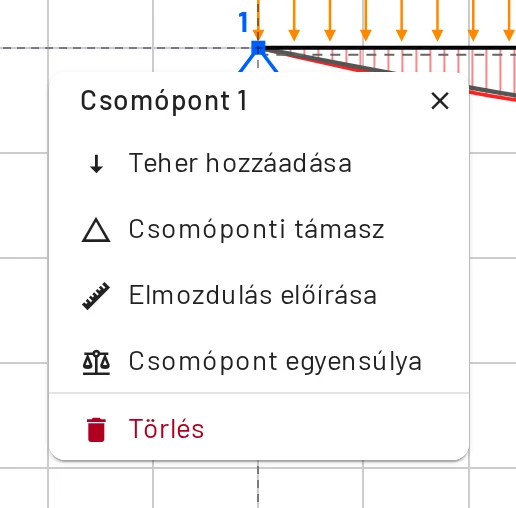 1
Csomópont 1
Teher hozzáadása
Csomóponti támasz
Elmozdulás előírása
Csomópont egyensúlya
Törlés